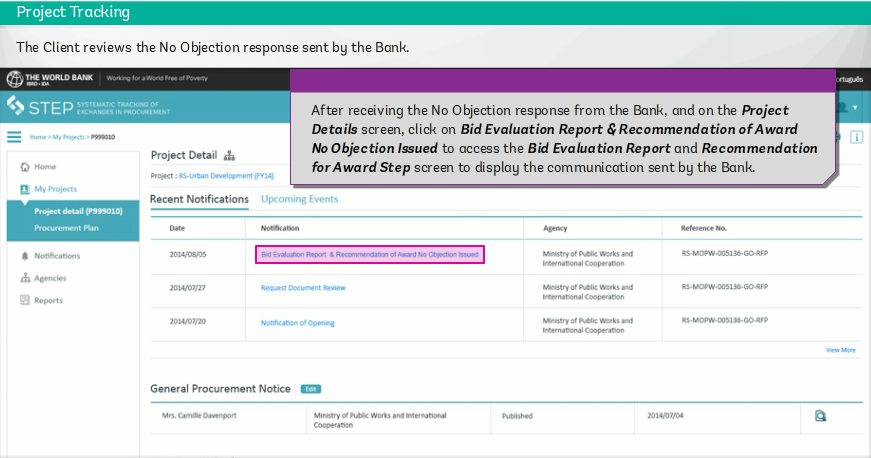 Project Tracking
The Client reviews the No Objection response sent by the Bank.
THE WORLD BANK
IBRD • IDA
Working for a World Free of Poverty
STEP
SYSTEMATIC TRACKING OF
EXCHANGES IN PROCUREMENT
After receiving the No Objection response from the Bank, and on the Project
Details screen, click on Bid Evaluation Report & Recommendation of Award
No Objection Issued to access the Bid Evaluation Report and Recommendation
for Award Step screen to display the communication sent by the Bank.
Home > My Projects > P999010
Home
My Projects
Project detail (P999010)
Procurement Plan
Notifications
Agencies
Reports
Project Detail
Project : RS-Urban Development (FY14)
Recent Notifications Upcoming Events
Date Notification Agency Reference No.
2014/08/05 Bid Evaluation Report & Recommendation of Award No Objection Issued Ministry of Public Works and RS-MOPW-005136-GO-RFP
International Cooperation
2014/07/27 Request Document Review Ministry of Public Works and RS-MOPW-005136-GO-RFP
International Cooperation
2014/07/20 Notification of Opening Ministry of Public Works and RS-MOPW-005136-GO-RFP
International Cooperation
View More
General Procurement Notice Edit
Mrs. Camille Davenport Ministry of Public Works and International Published 2014/07/04
Cooperation